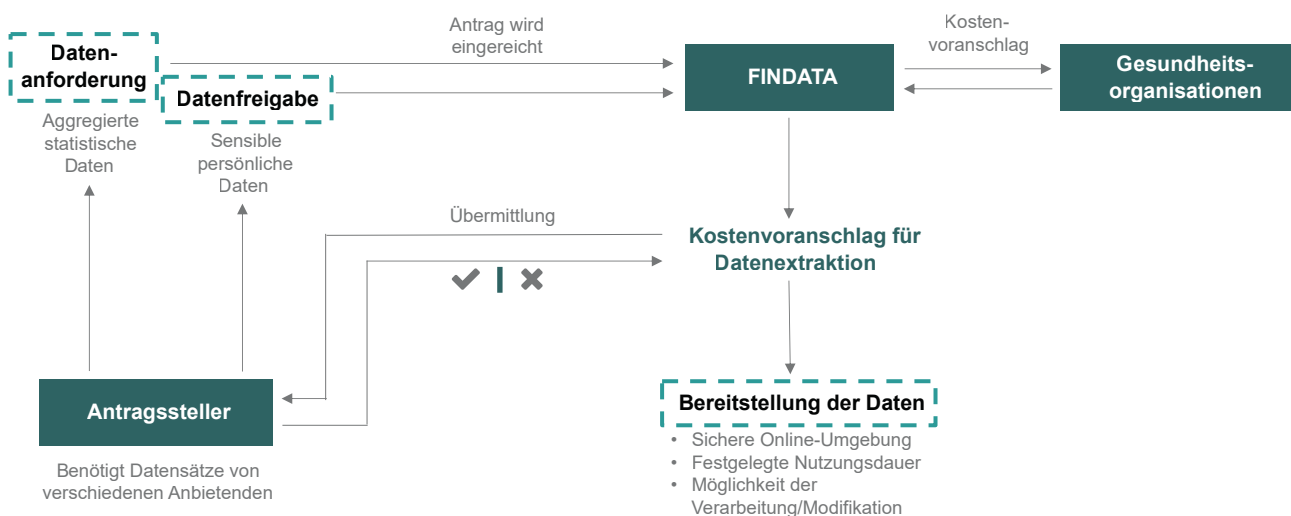 Daten-
anforderung
Aggregierte
statistische
Daten
Datenfreigabe
Sensible
persönliche
Daten
Antrag wird
eingereicht
FINDATA
Kosten-
voranschlag
Gesundheits-
organisationen
Übermittlung
Kostenvoranschlag für
Datenextraktion
Antragssteller
Benötigt Datensätze von
verschiedenen Anbietenden
Bereitstellung der Daten
• Sichere Online-Umgebung
• Festgelegte Nutzungsdauer
• Möglichkeit der
Verarbeitung/Modifikation